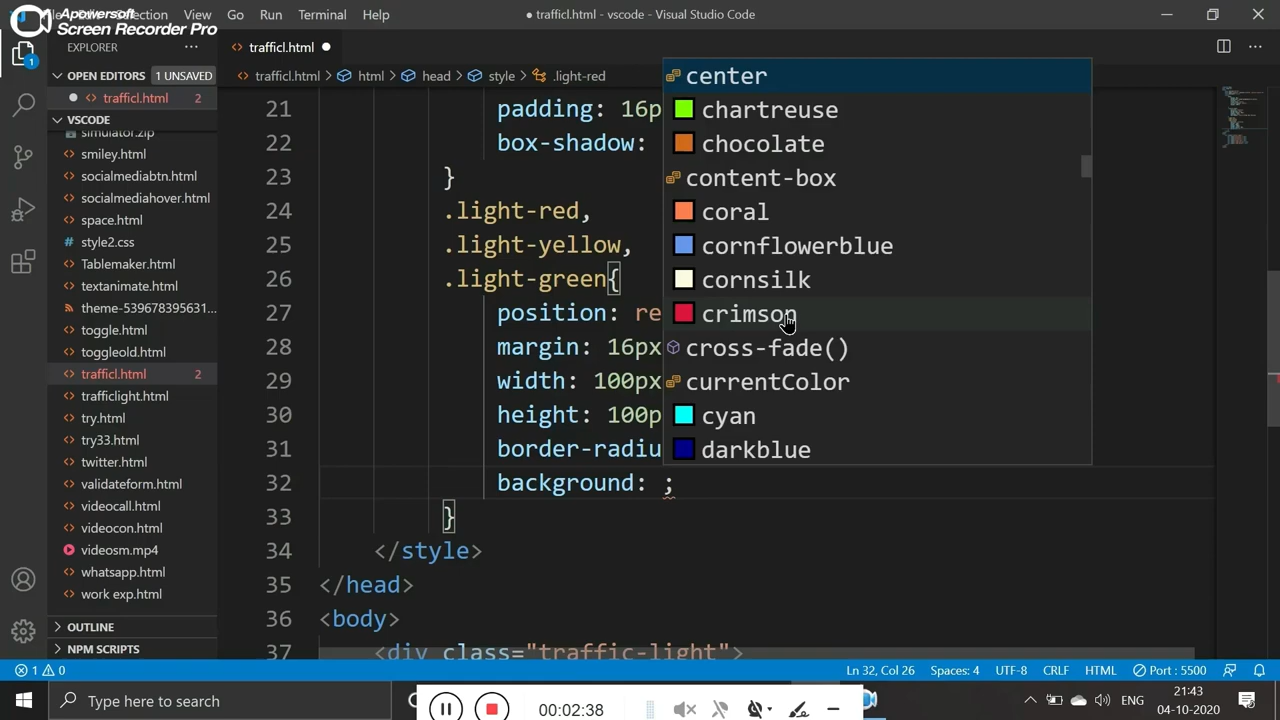 File Edit Selection View Go Run Terminal Help
● trafficl.html - vscode - Visual Studio Code
Apowersoft
Screen Recorder Pro
EXPLORER
OPEN EDITORS 1 UNSAVED
trafficl.html 2
VSCODE
simulator.zip
smiley.html
socialmediabtn.html
socialmediahover.html
space.html
style2.css
Tablemaker.html
textanimate.html
theme-539678395631...
toggle.html
toggleold.html
trafficl.html 2
trafficlight.html
try.html
try33.html
twitter.html
validateform.html
videocall.html
videocon.html
videosm.mp4
whatsapp.html
work exp.html
OUTLINE
NPM SCRIPTS
trafficl.html
trafficl.html > html > head > style > .light-red
21 padding: 16p
22 box-shadow:
23 }
24 .light-red,
25 .light-yellow,
26 .light-green{
27 position: re
28 margin: 16px
29 width: 100px
30 height: 100p
31 border-radiu
32 background: ;
33 }
34 </style>
35 </head>
36 <body>
37 <div class="traffic-light">
center
chartreuse
chocolate
content-box
coral
cornflowerblue
cornsilk
crimson
cross-fade()
currentColor
cyan
darkblue
1 0
Ln 32, Col 26 Spaces: 4 UTF-8 CRLF HTML Port : 5500
Type here to search
00:02:38
ENG
21:43
04-10-2020
1